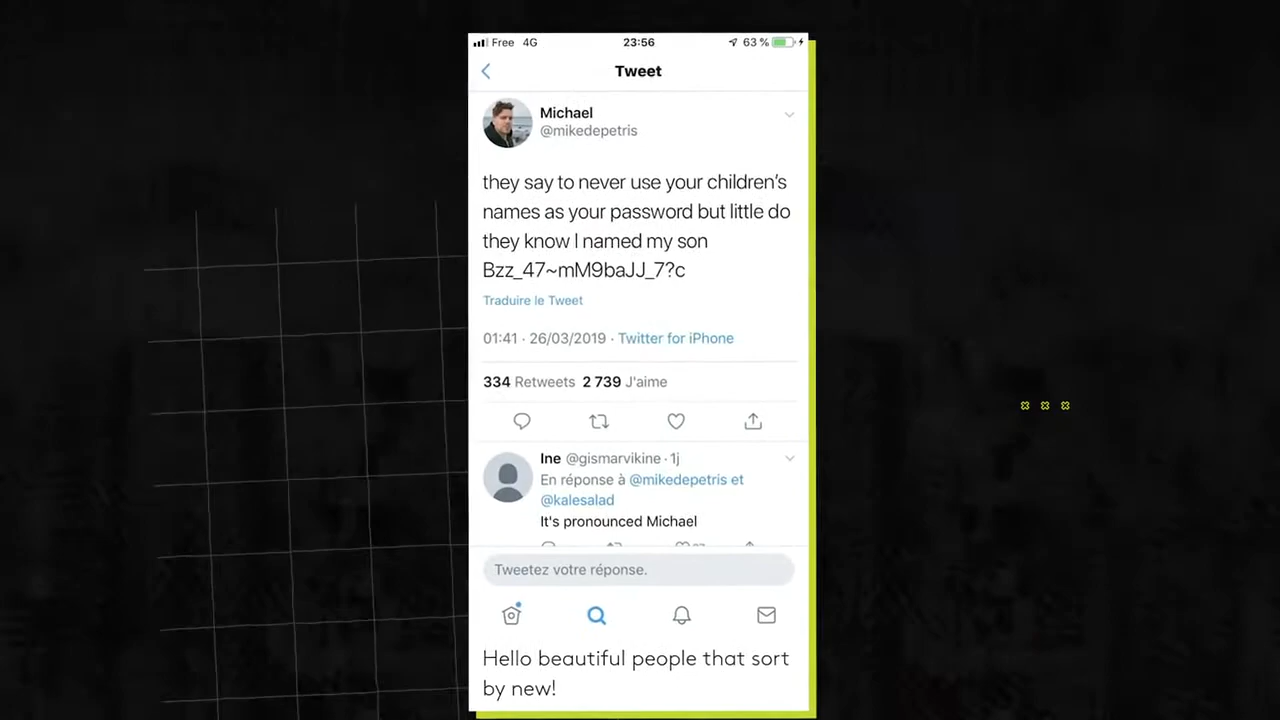 Free 4G 23:56 63 %
Tweet
Michael
@mikedepetris
they say to never use your children's
names as your password but little do
they know I named my son
Bzz_47~mM9baJJ_7?c
Traduire le Tweet
01:41 · 26/03/2019 · Twitter for iPhone
334 Retweets 2 739 J'aime
Ine @gismarvikine · 1j
En réponse à @mikedepetris et
@kalesalad
It's pronounced Michael
Tweetez votre réponse.
Hello beautiful people that sort
by new!